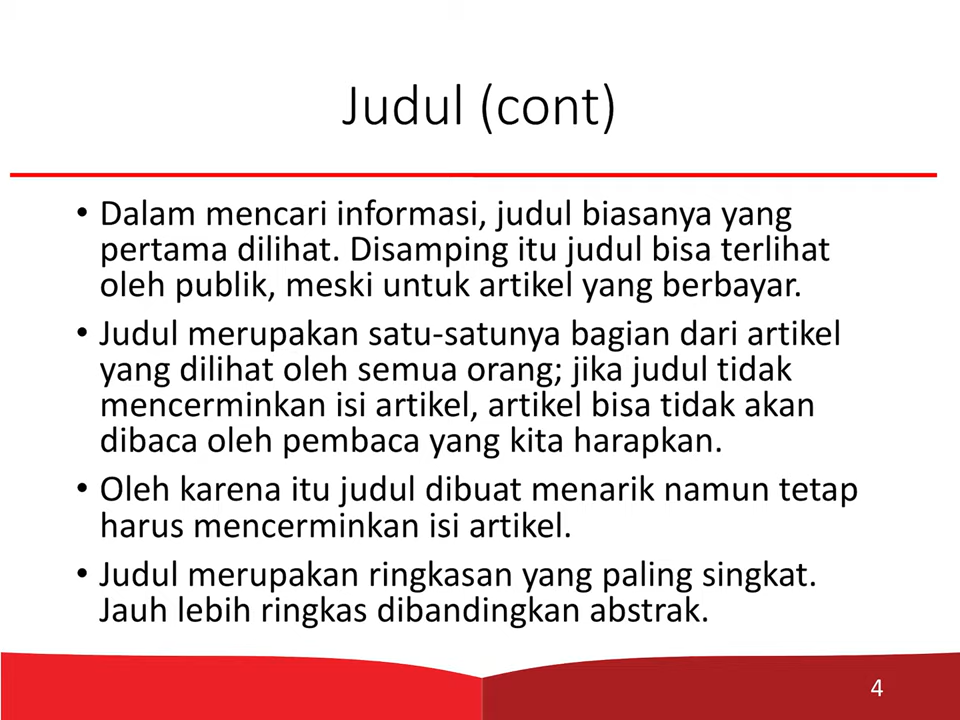 Judul (cont)
• Dalam mencari informasi, judul biasanya yang
pertama dilihat. Disamping itu judul bisa terlihat
oleh publik, meski untuk artikel yang berbayar.
• Judul merupakan satu-satunya bagian dari artikel
yang dilihat oleh semua orang; jika judul tidak
mencerminkan isi artikel, artikel bisa tidak akan
dibaca oleh pembaca yang kita harapkan.
• Oleh karena itu judul dibuat menarik namun tetap
harus mencerminkan isi artikel.
• Judul merupakan ringkasan yang paling singkat.
Jauh lebih ringkas dibandingkan abstrak.
4